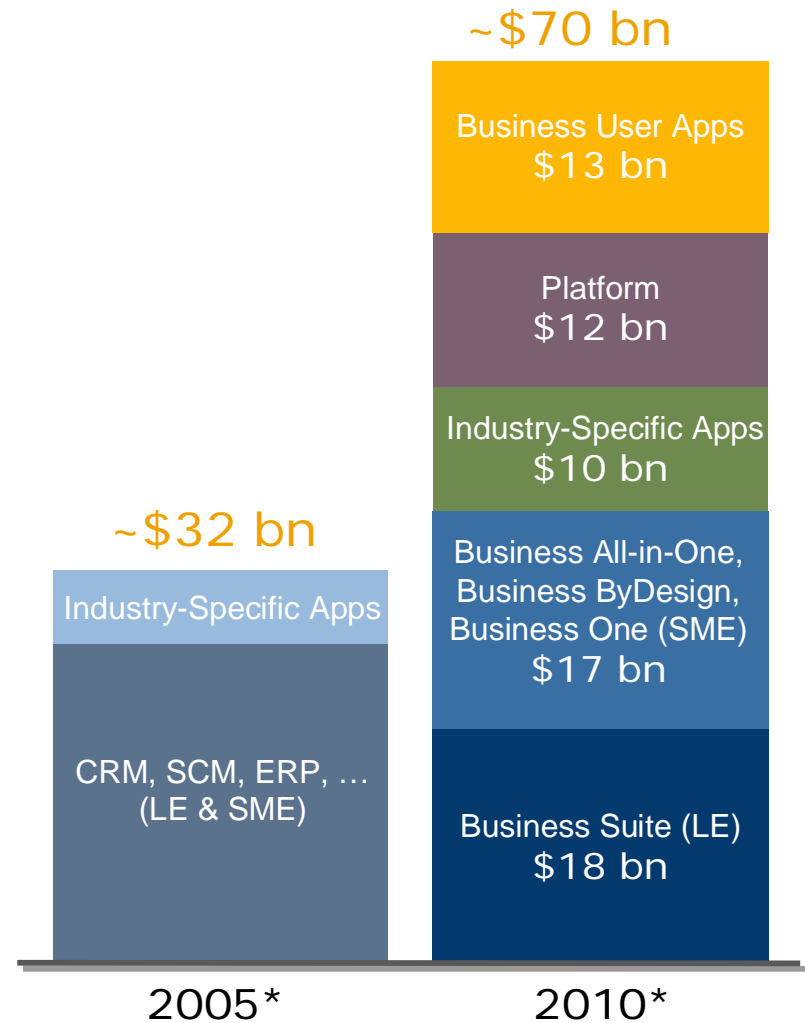 ~$70 bn
Business User Apps
$13 bn
Platform
$12 bn
Industry-Specific Apps
$10 bn
Business All-in-One,
Business ByDesign,
Business One (SME)
$17 bn
Business Suite (LE)
$18 bn
~$32 bn
Industry-Specific Apps
CRM, SCM, ERP, …
(LE & SME)
2005*
2010*